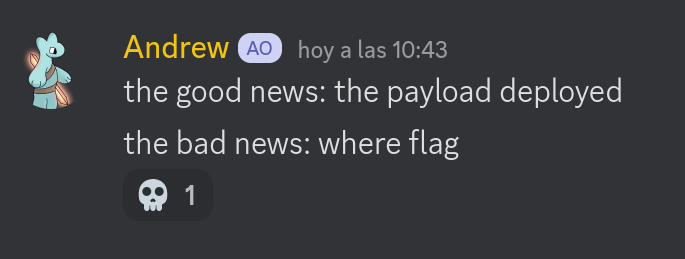 Andrew AO hoy a las 10:43
the good news: the payload deployed
the bad news: where flag
1